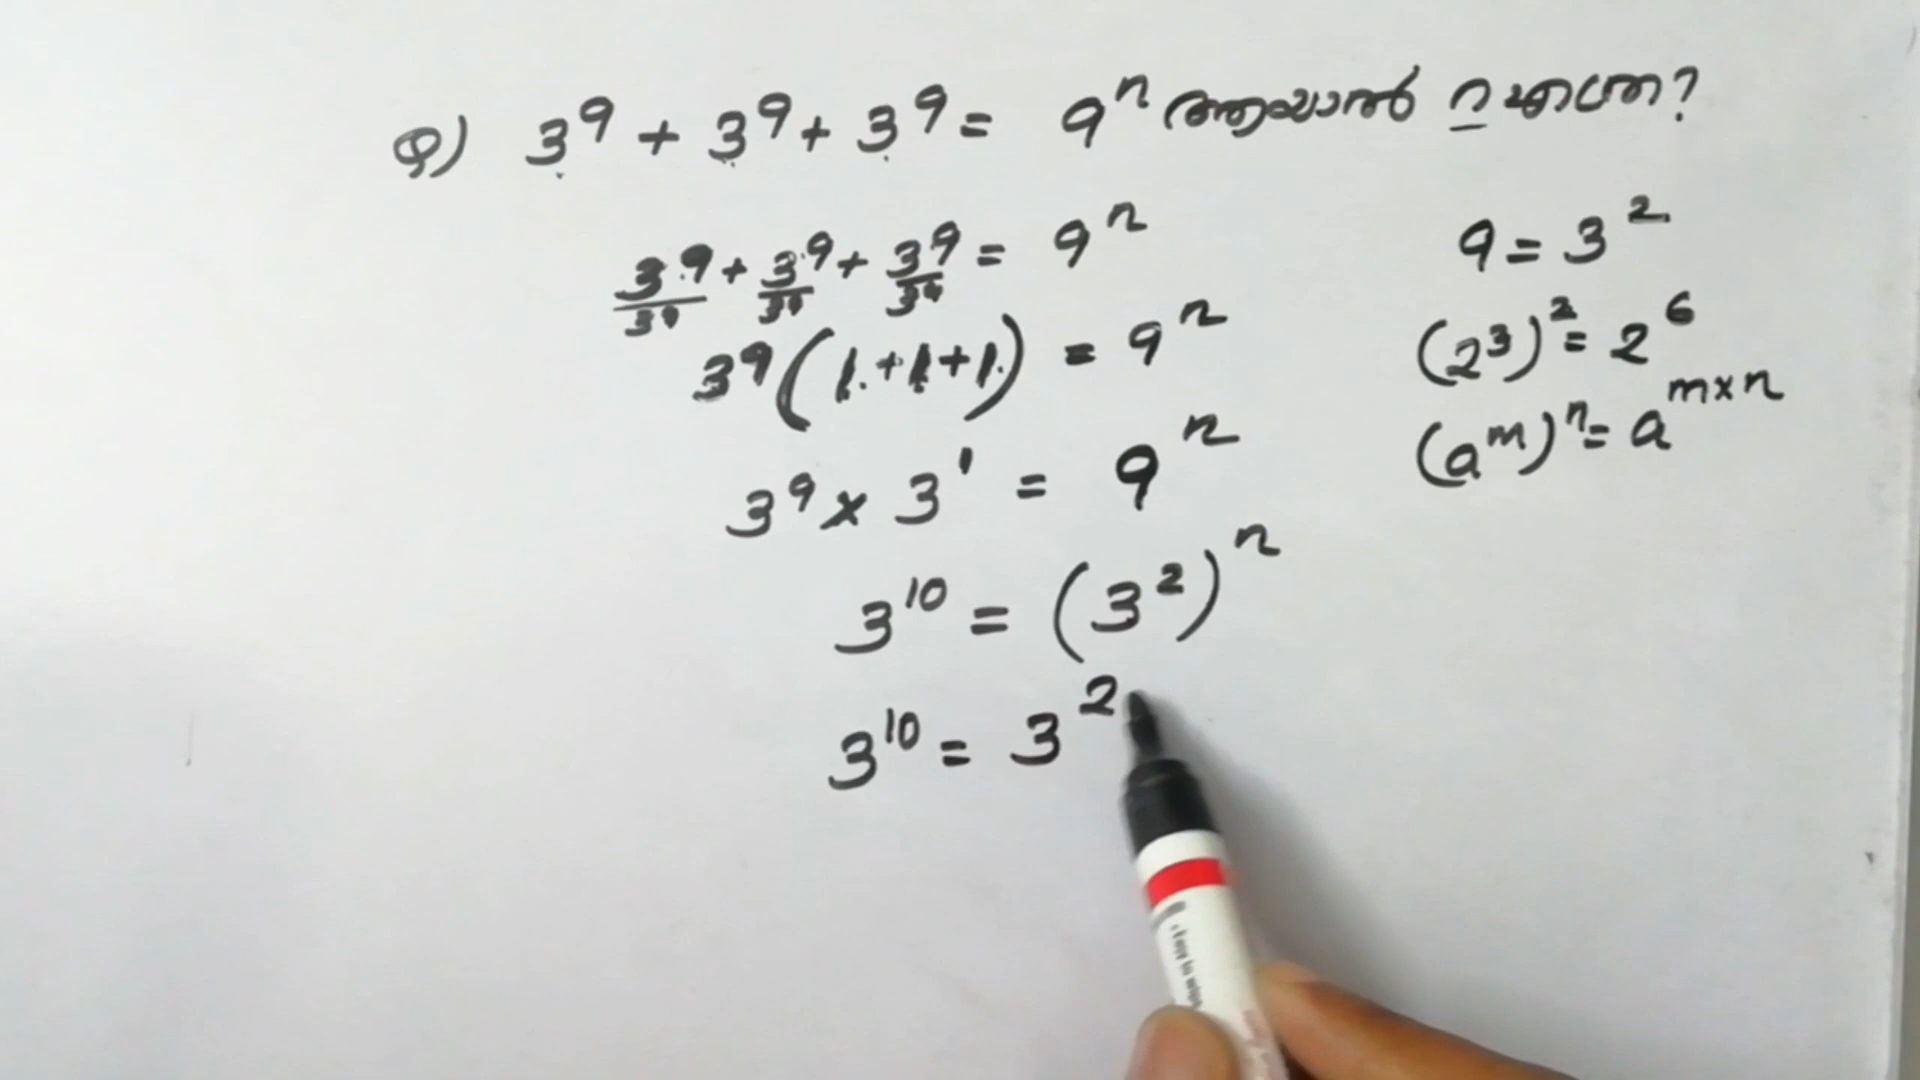 Q) 3⁹ + 3⁹ + 3⁹ = 9ⁿ ആയാൽ n എത്ര?
3⁹/3⁹ + 3⁹/3⁹ + 3⁹/3⁹ = 9ⁿ
3⁹(1+1+1) = 9ⁿ
3⁹ × 3¹ = 9ⁿ
3¹⁰ = (3²)ⁿ
3¹⁰ = 3²
9 = 3²
(2³)² = 2⁶
(aᵐ)ⁿ = aᵐˣⁿ